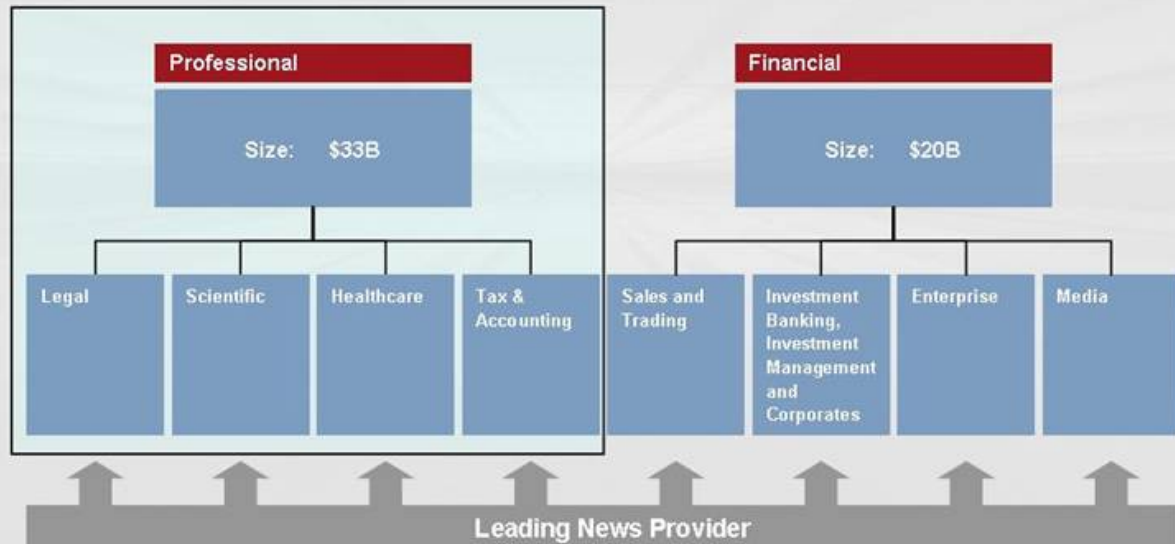 Professional
Size: $33B
Legal
Scientific
Healthcare
Tax &
Accounting
Financial
Size: $20B
Sales and
Trading
Investment
Banking,
Investment
Management
and
Corporates
Enterprise
Media
Leading News Provider